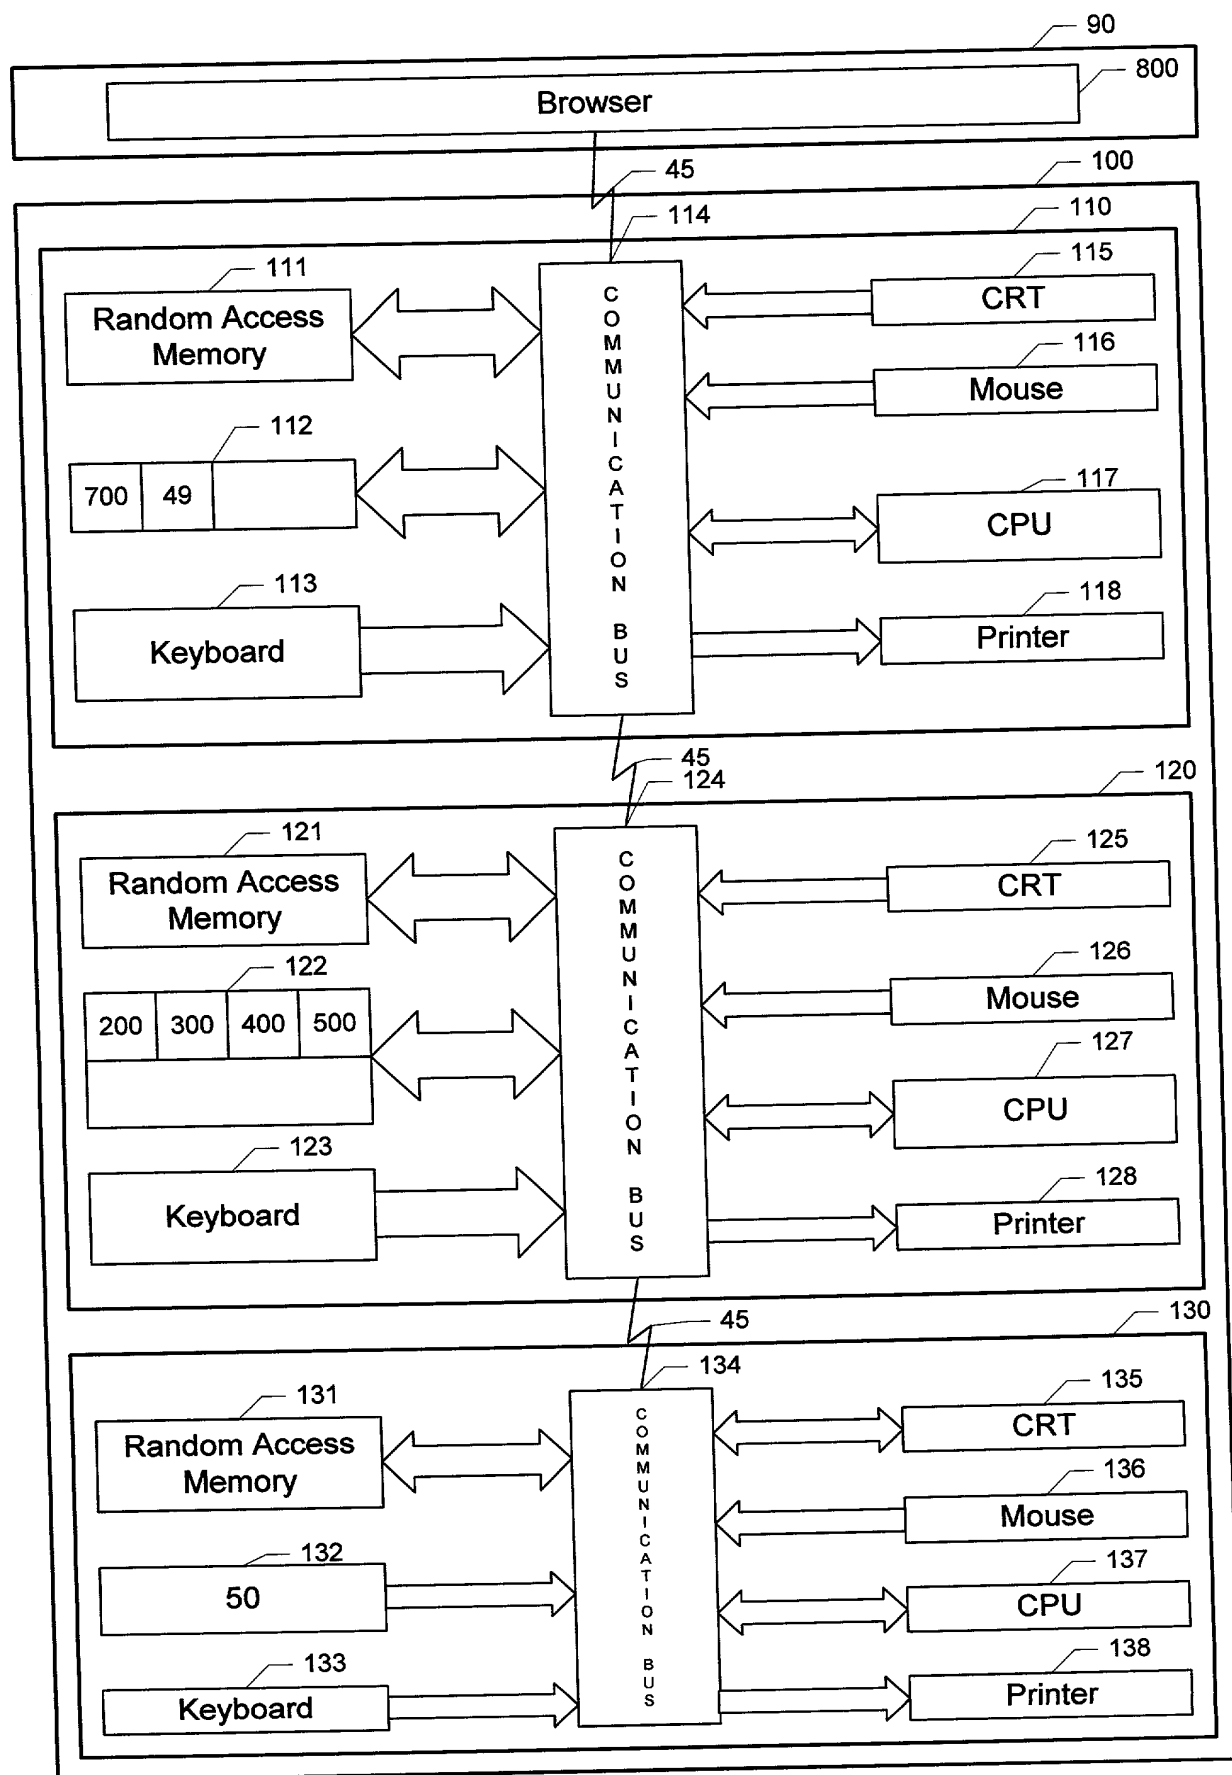 90
800
Browser
45
100
114
110
111
115
Random Access
Memory
CRT
116
Mouse
112
700 49
117
CPU
113
118
Keyboard
Printer
COMMUNICATION BUS
45
124
120
121
125
Random Access
Memory
CRT
122
126
200 300 400 500
Mouse
127
CPU
123
128
Keyboard
Printer
COMMUNICATION BUS
45
130
134
131
135
Random Access
Memory
CRT
136
Mouse
132
50
137
CPU
133
138
Keyboard
Printer
COMMUNICATION BUS